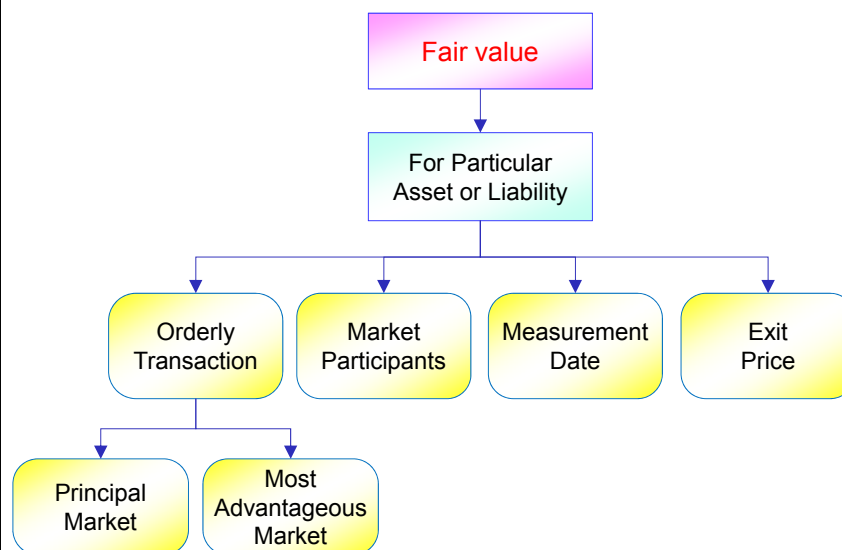 Fair value
For Particular
Asset or Liability
Orderly
Transaction
Market
Participants
Measurement
Date
Exit
Price
Principal
Market
Most
Advantageous
Market